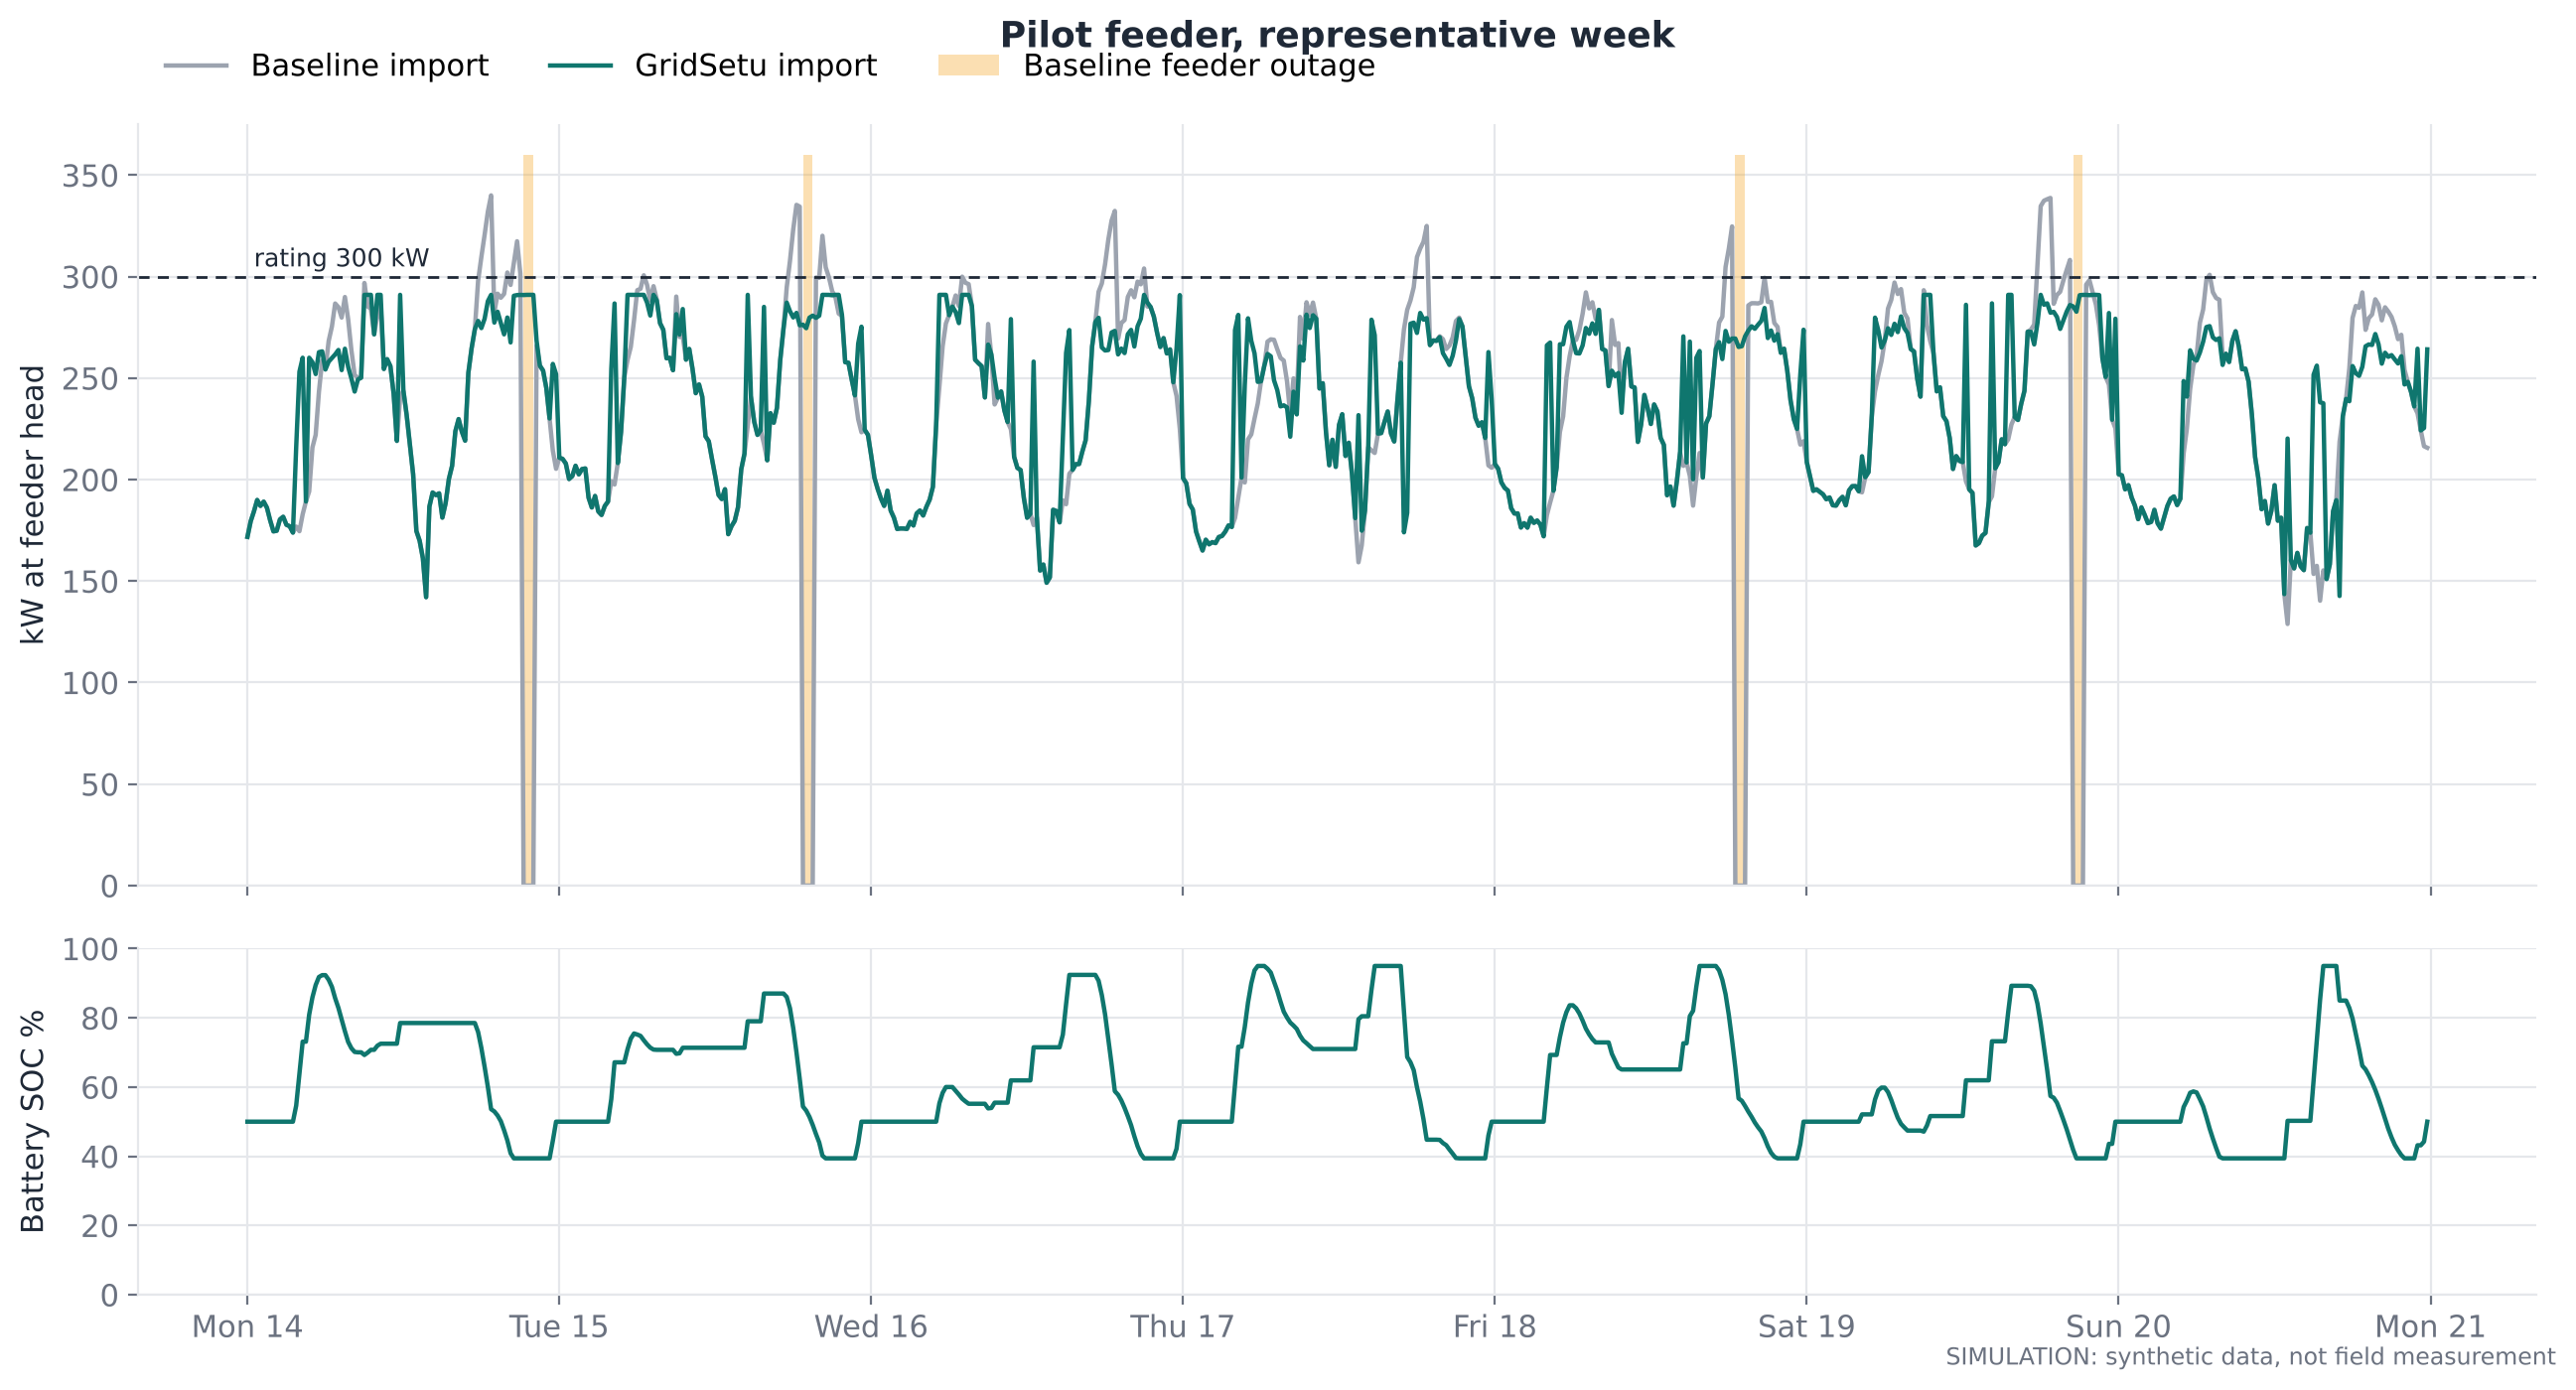 Pilot feeder, representative week
Baseline import GridSetu import Baseline feeder outage
kW at feeder head
350
300
250
200
150
100
50
0
rating 300 kW
Battery SOC %
100
80
60
40
20
0
Mon 14 Tue 15 Wed 16 Thu 17 Fri 18 Sat 19 Sun 20 Mon 21
SIMULATION: synthetic data, not field measurement